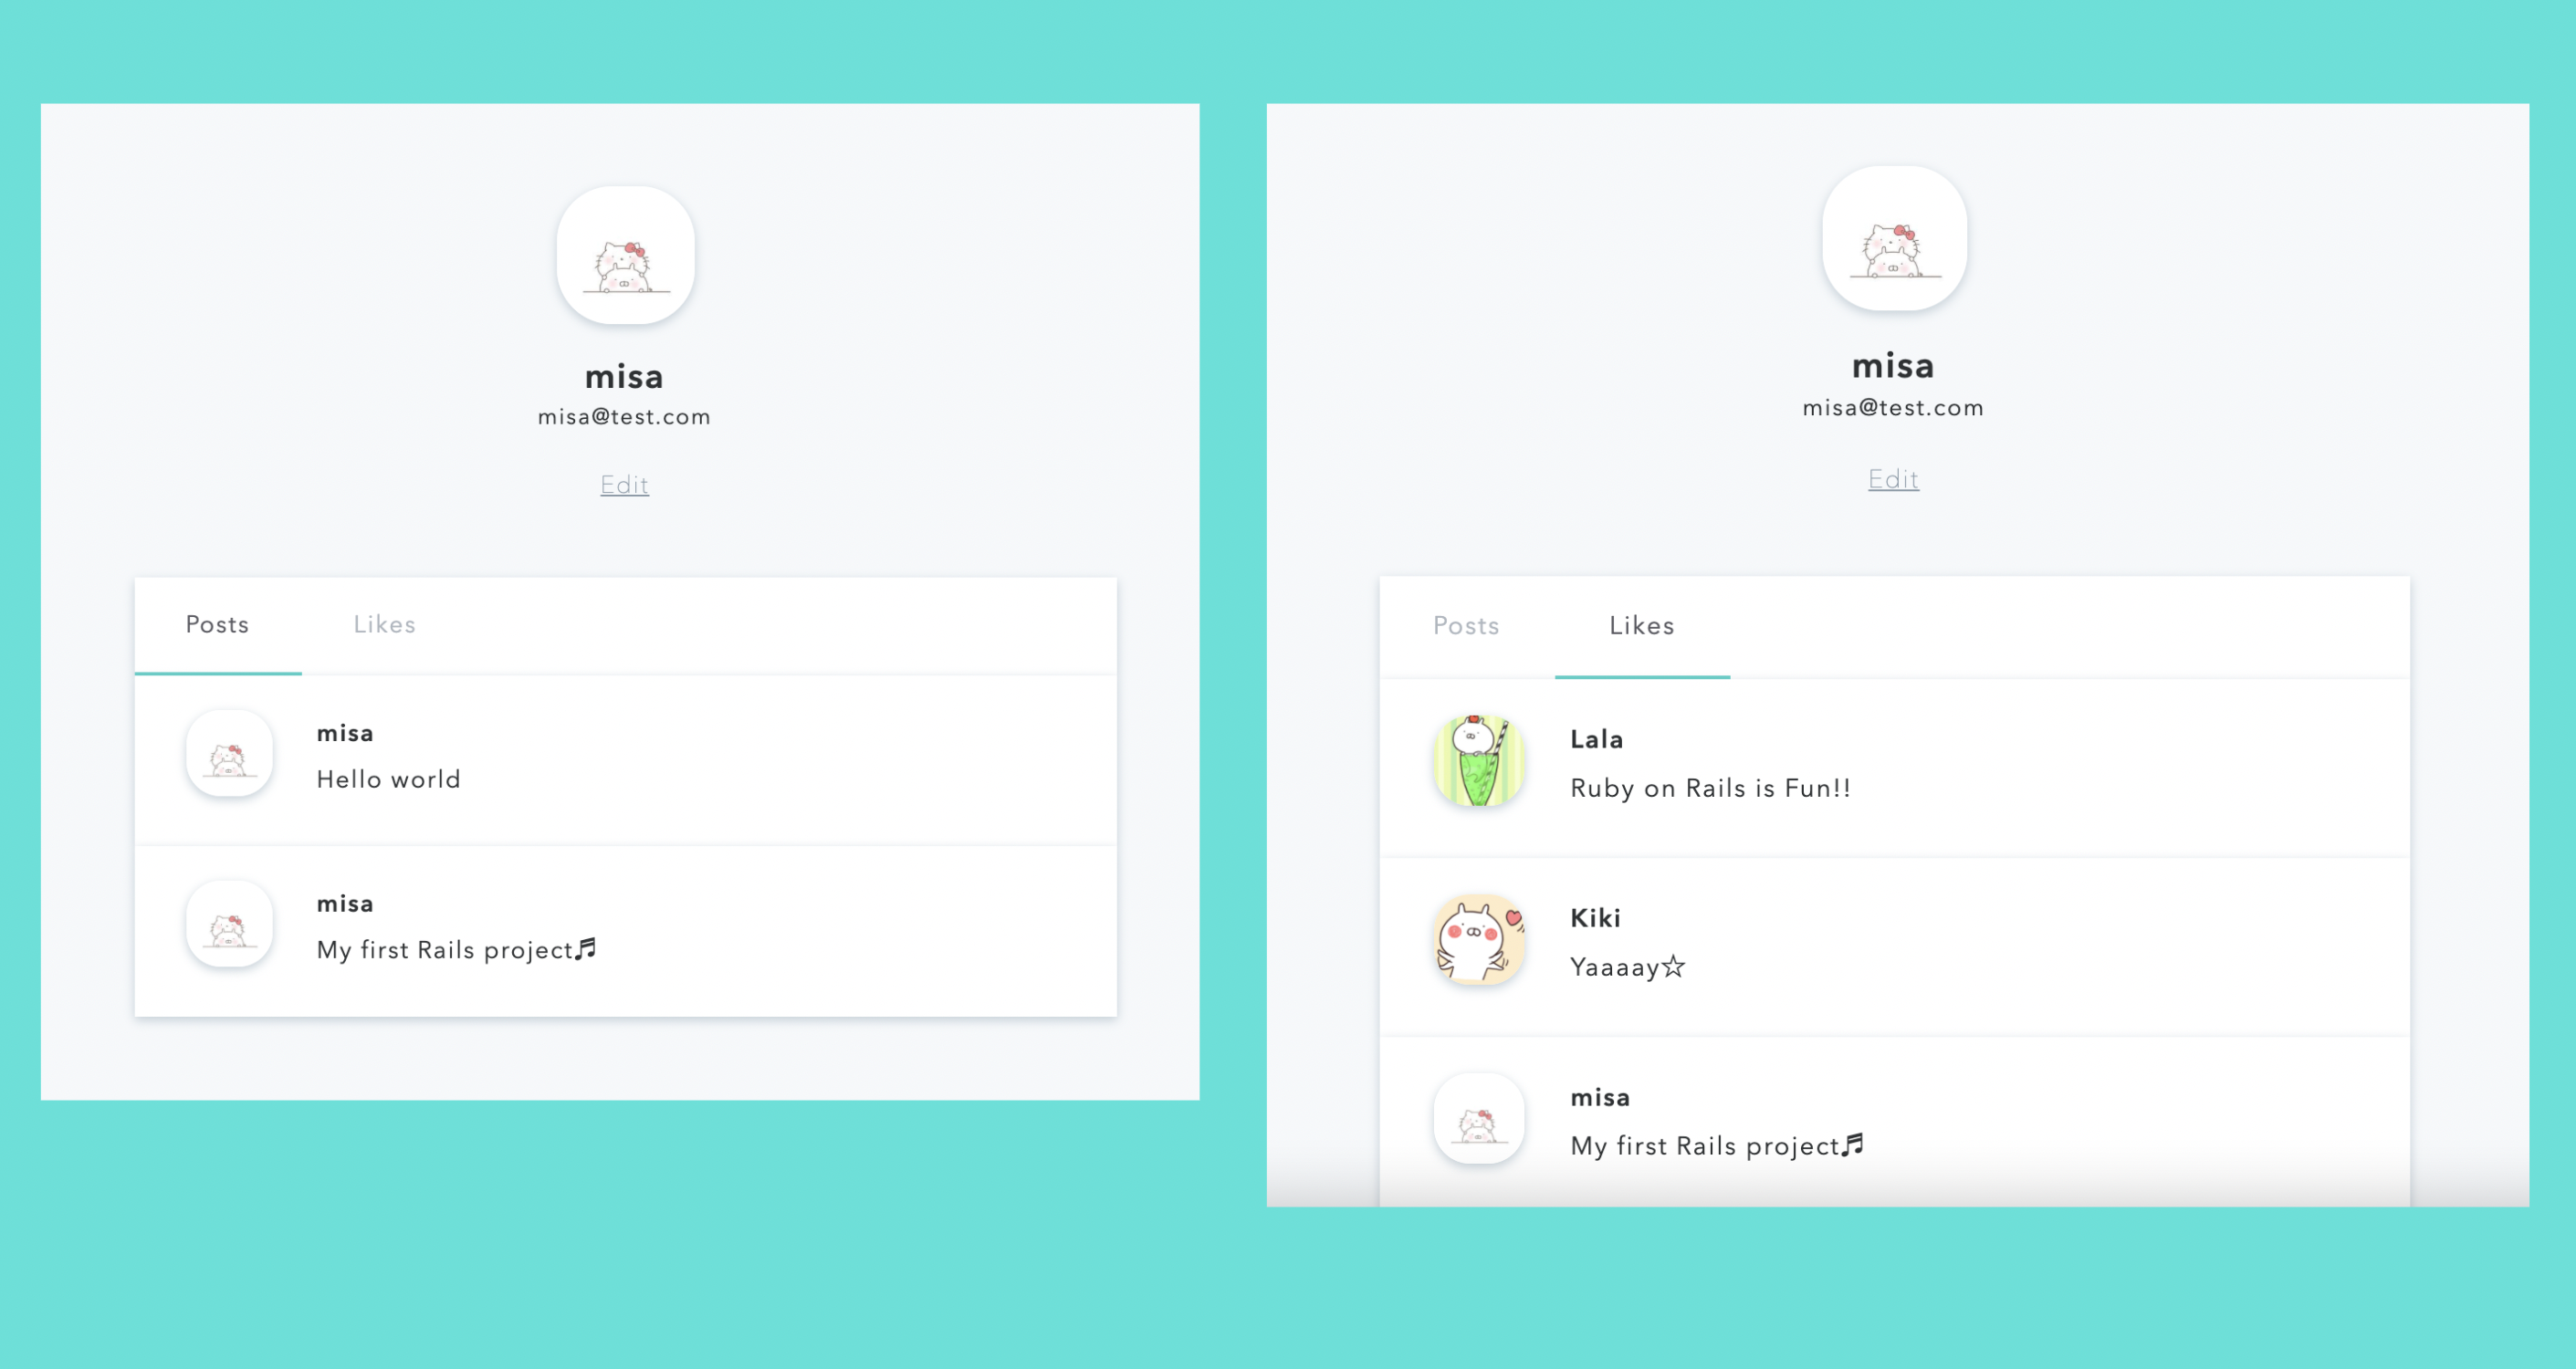 misa
misa@test.com
Edit
Posts Likes
misa
Hello world
misa
My first Rails project♬
misa
misa@test.com
Edit
Posts Likes
Lala
Ruby on Rails is Fun!!
Kiki
Yaaaay☆
misa
My first Rails project♬